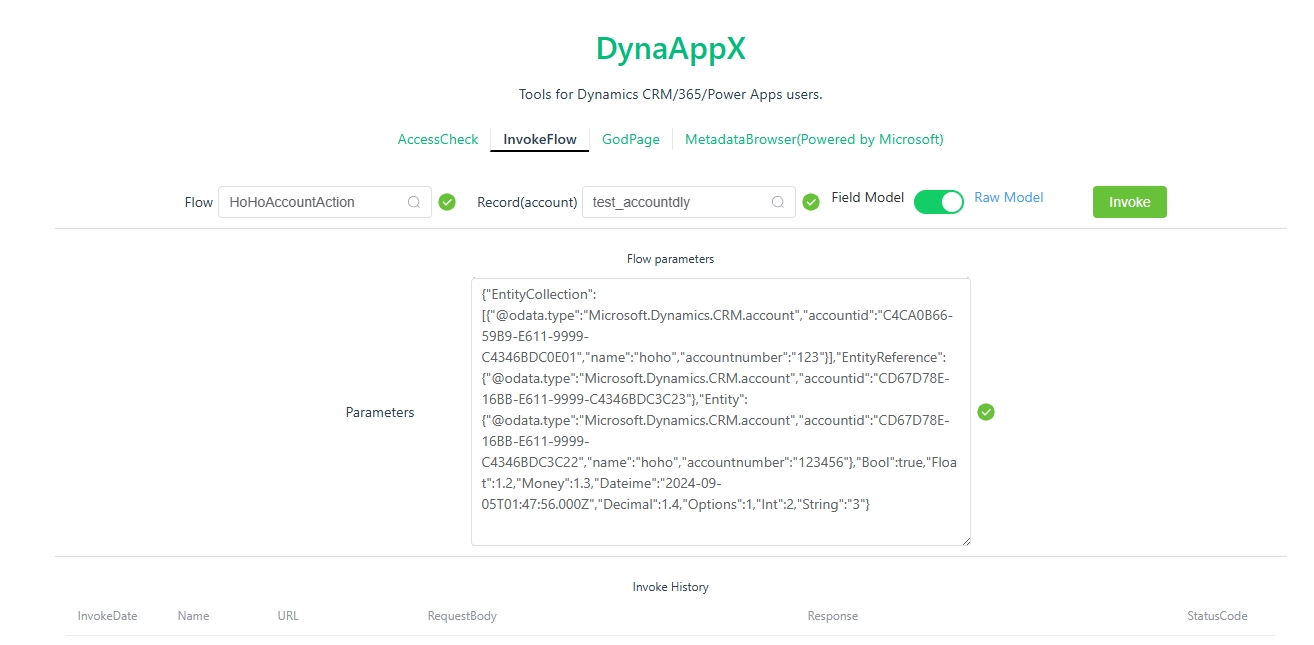 DynaAppX
Tools for Dynamics CRM/365/Power Apps users.
AccessCheck InvokeFlow GodPage MetadataBrowser(Powered by Microsoft)
Flow HoHoAccountAction Record(account) test_accountdly Field Model Raw Model Invoke
Flow parameters
Parameters
{"EntityCollection":
[{"@odata.type":"Microsoft.Dynamics.CRM.account","accountid":"C4CA0B66-
59B9-E611-9999-
C4346BDC0E01","name":"hoho","accountnumber":"123"}],"EntityReference":
{"@odata.type":"Microsoft.Dynamics.CRM.account","accountid":"CD67D78E-
16BB-E611-9999-C4346BDC3C23"},"Entity":
{"@odata.type":"Microsoft.Dynamics.CRM.account","accountid":"CD67D78E-
16BB-E611-9999-
C4346BDC3C22","name":"hoho","accountnumber":"123456"},"Bool":true,"Floa
t":1.2,"Money":1.3,"Dateime":"2024-09-
05T01:47:56.000Z","Decimal":1.4,"Options":1,"Int":2,"String":"3"}
Invoke History
InvokeDate Name URL RequestBody Response StatusCode